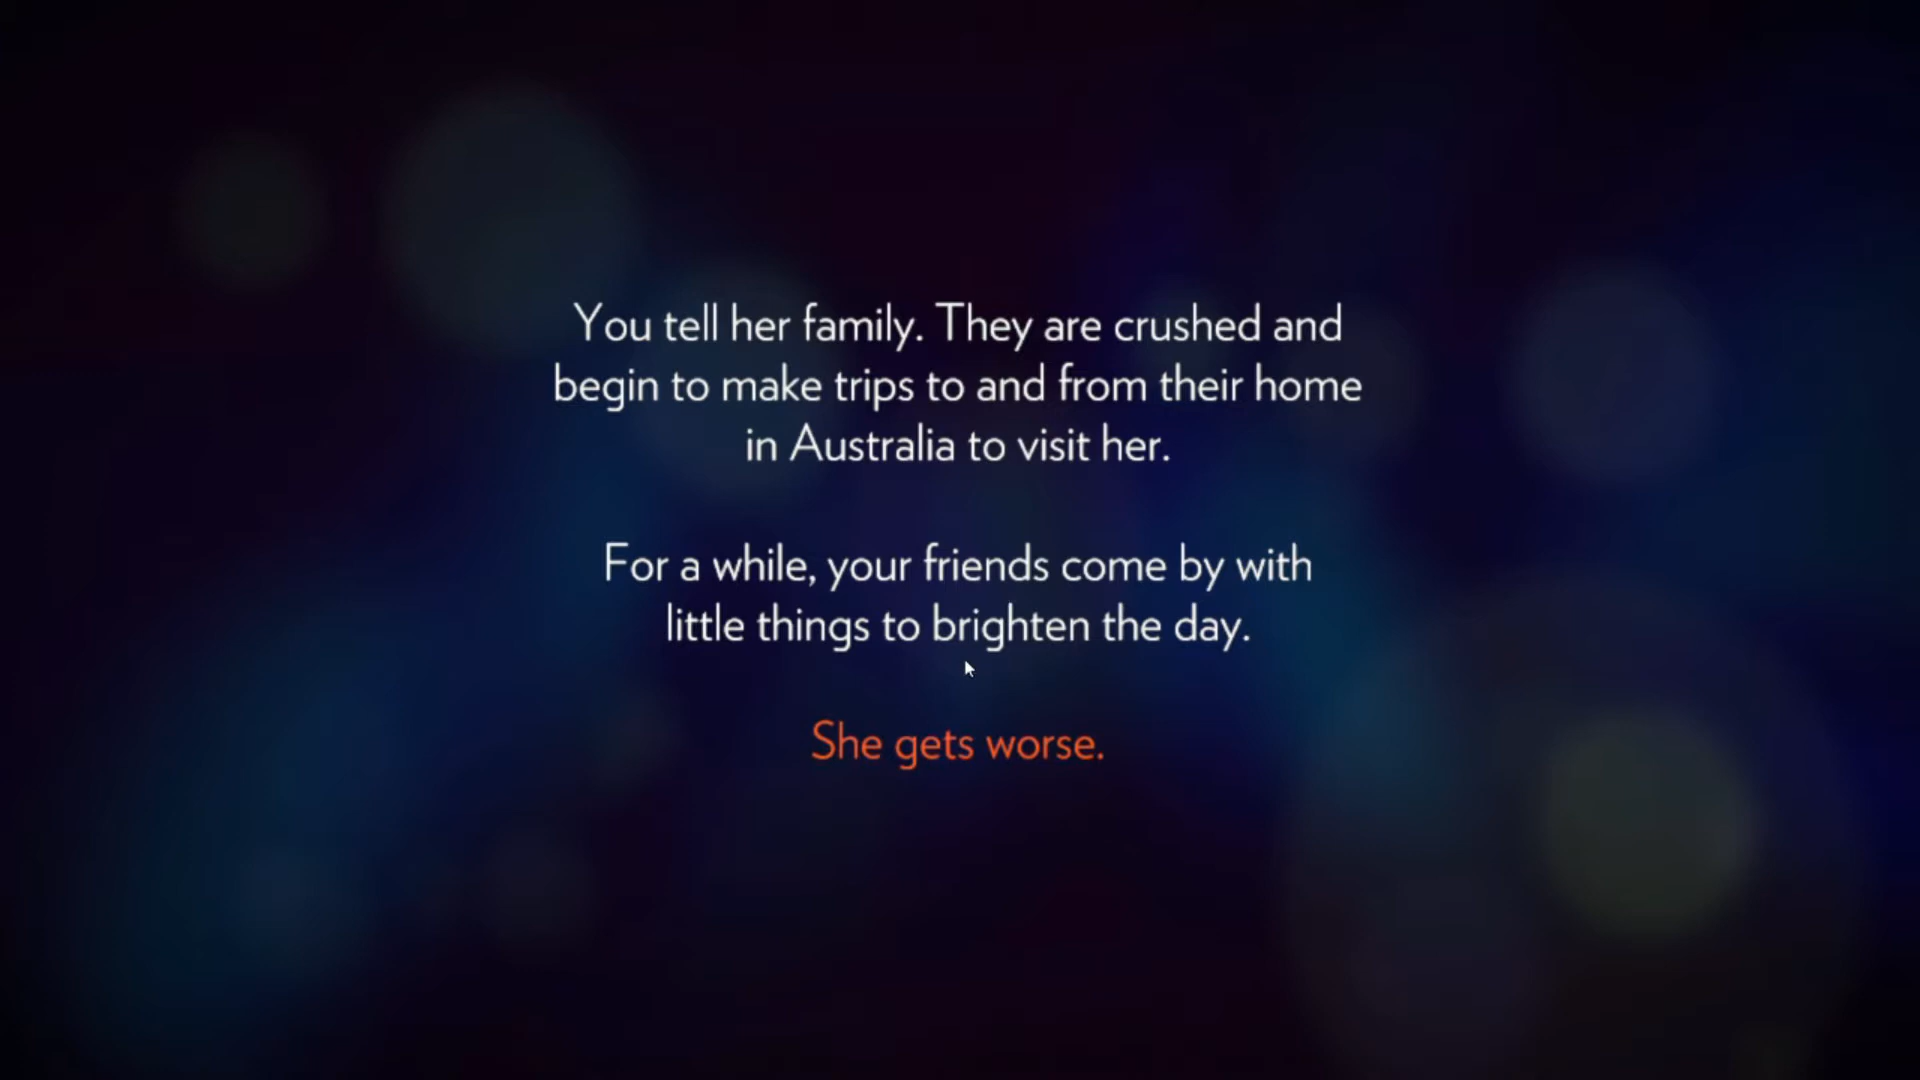 You tell her family. They are crushed and
begin to make trips to and from their home
in Australia to visit her.
For a while, your friends come by with
little things to brighten the day.
She gets worse.